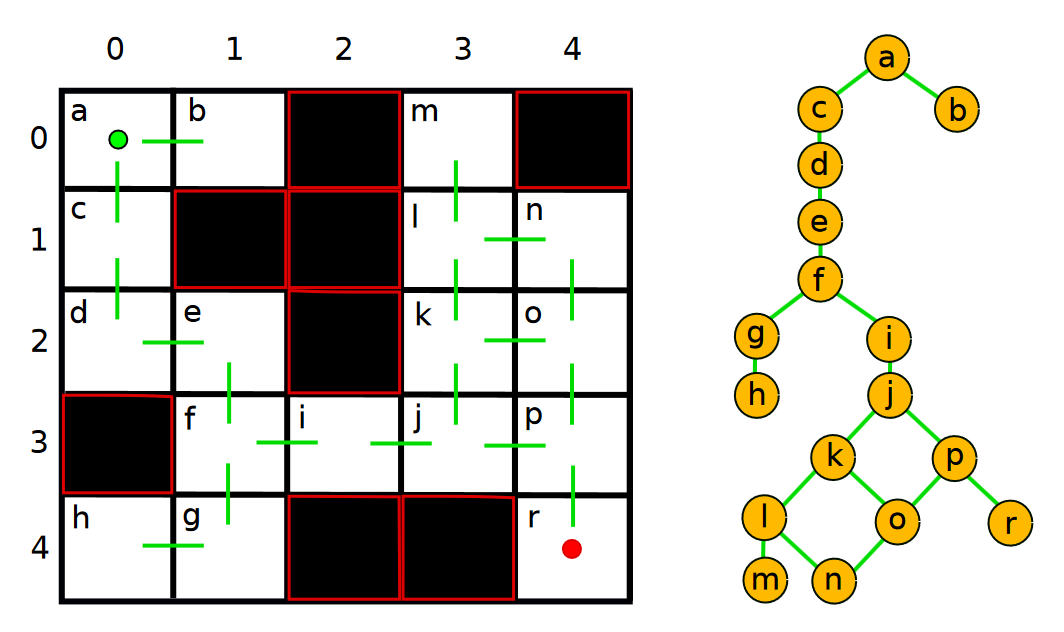 0 1 2 3 4
0 a b m
1 c l n
2 d e k o
3 f i j p
4 h g r
a
c b
d
e
f
g i
h j
k p
l o r
m n